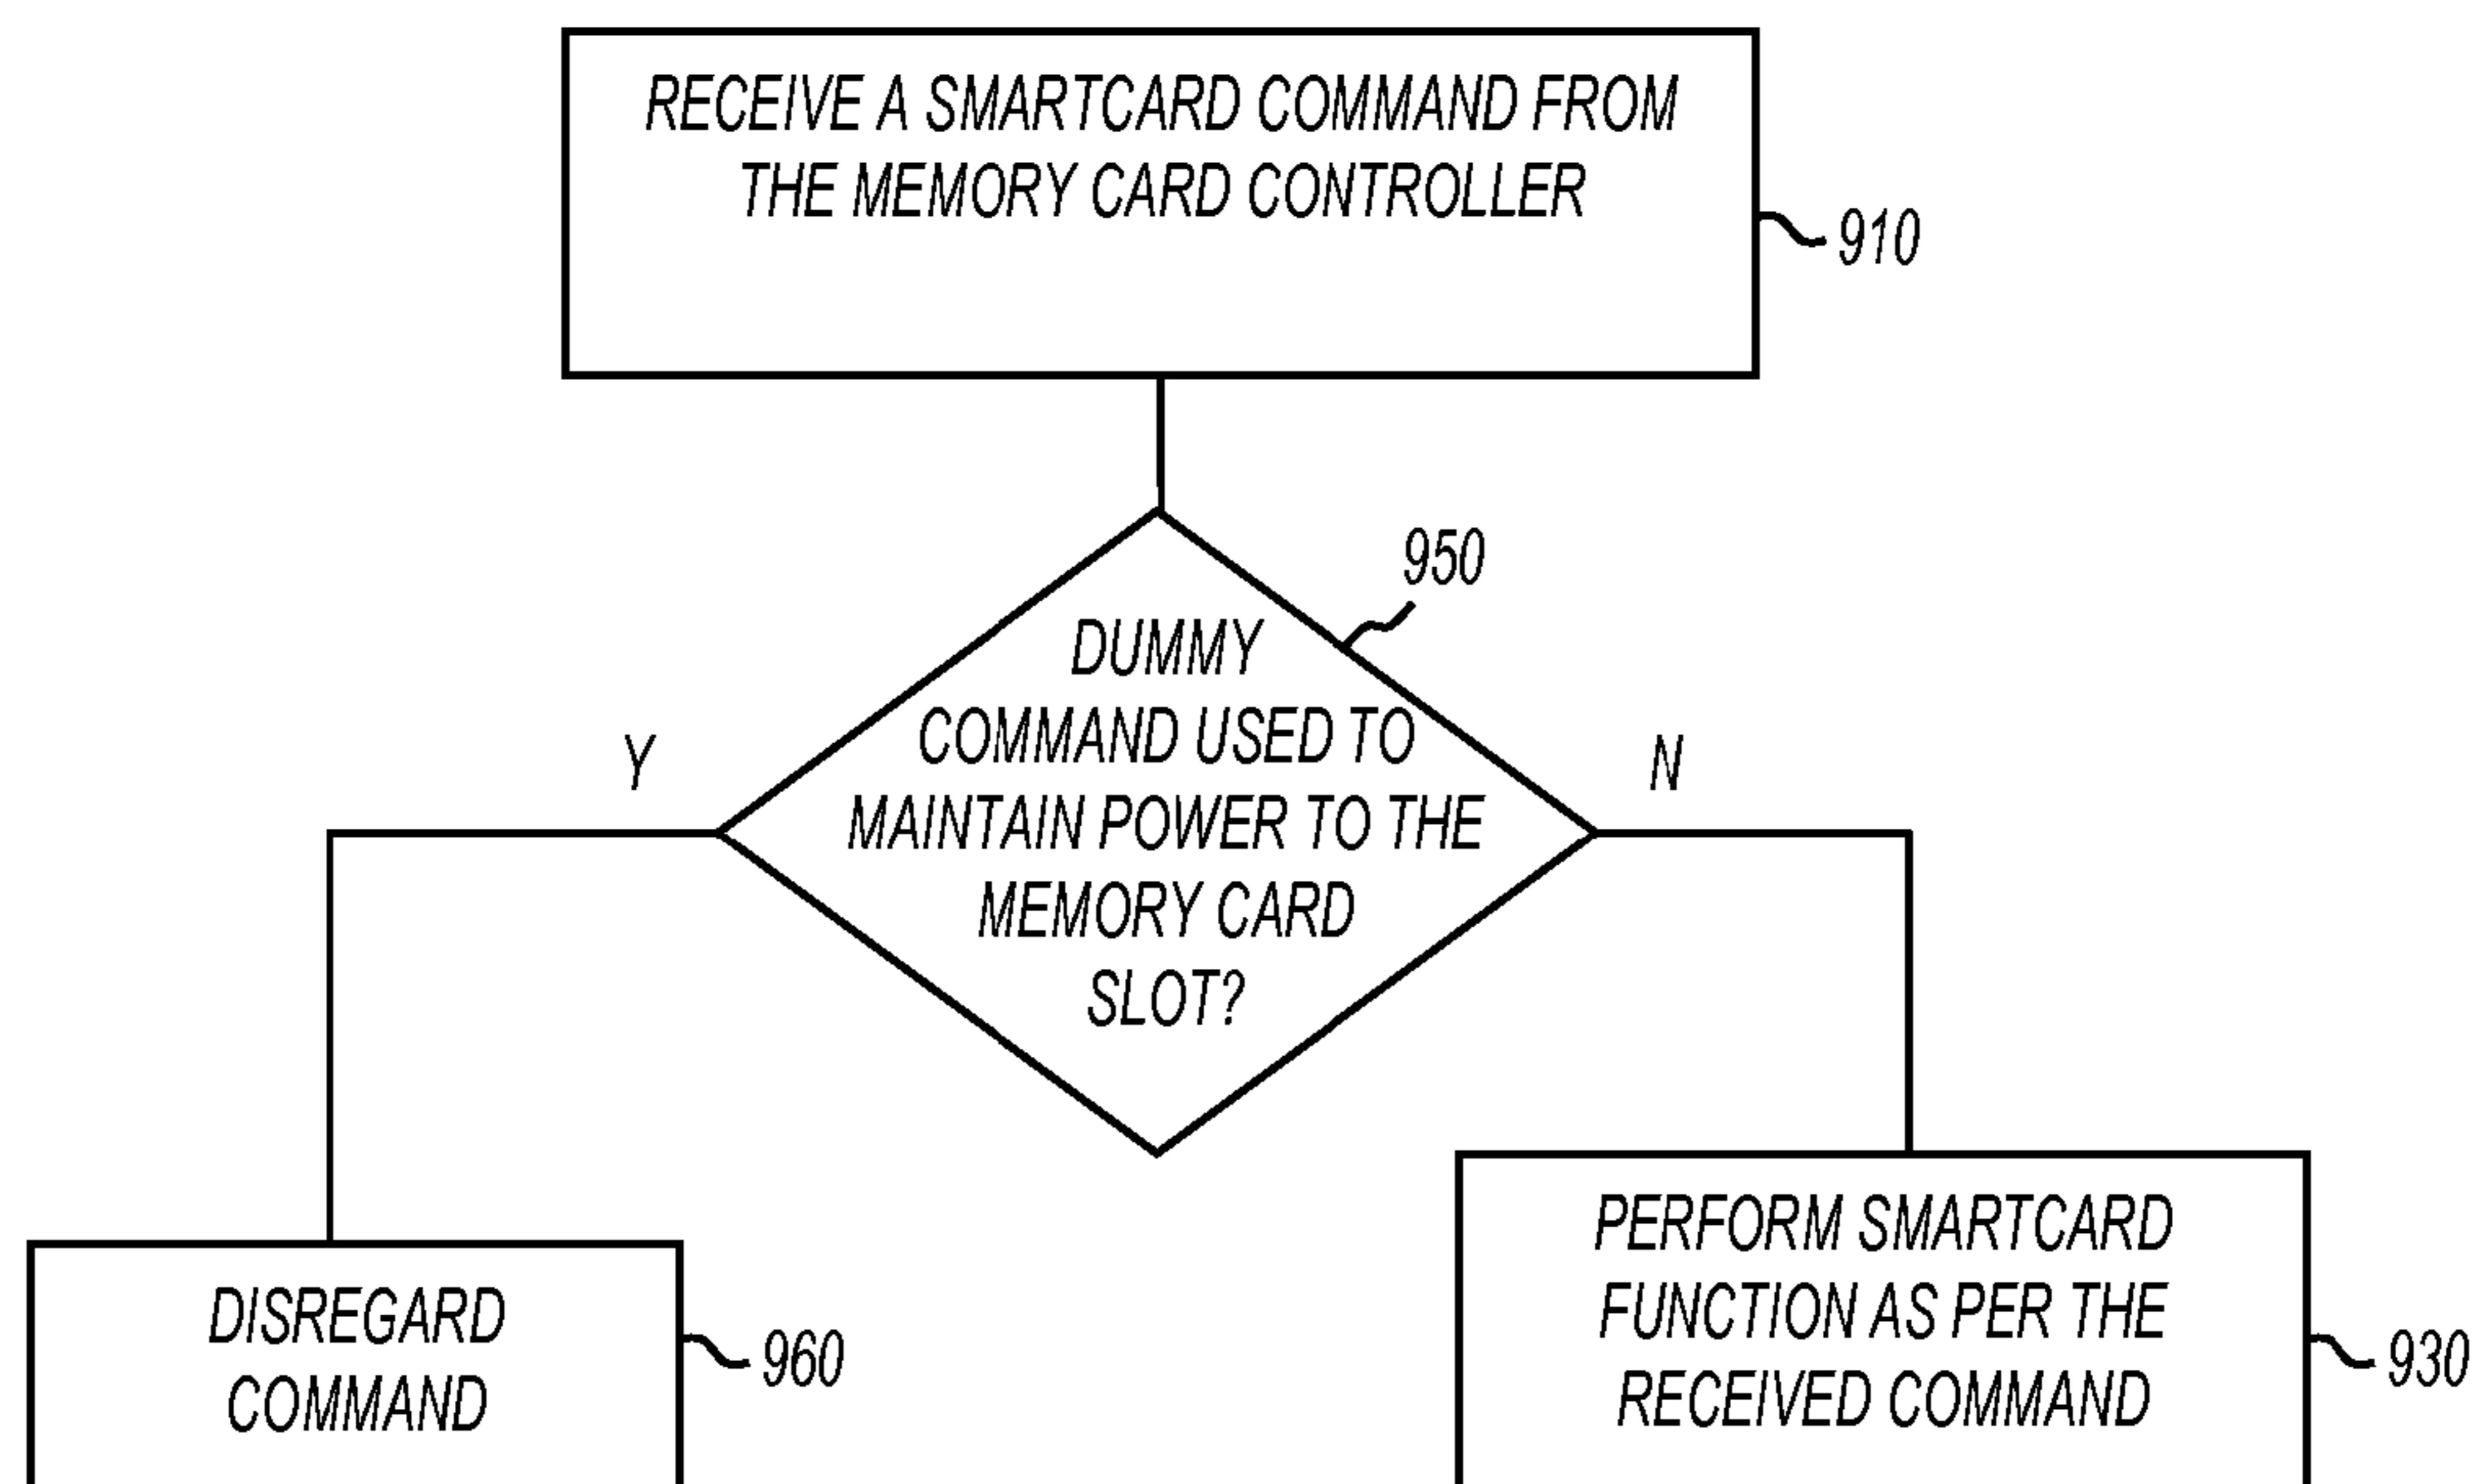 RECEIVE A SMARTCARD COMMAND FROM
THE MEMORY CARD CONTROLLER
910
950
DUMMY
COMMAND USED TO
MAINTAIN POWER TO THE
MEMORY CARD
SLOT?
Y
N
DISREGARD
COMMAND
960
PERFORM SMARTCARD
FUNCTION AS PER THE
RECEIVED COMMAND
930